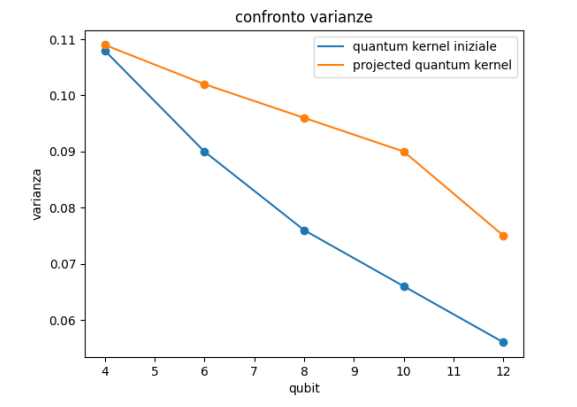 confronto varianze
quantum kernel iniziale
projected quantum kernel
0.11
0.10
0.09
0.08
0.07
0.06
varianza
4 5 6 7 8 9 10 11 12
qubit